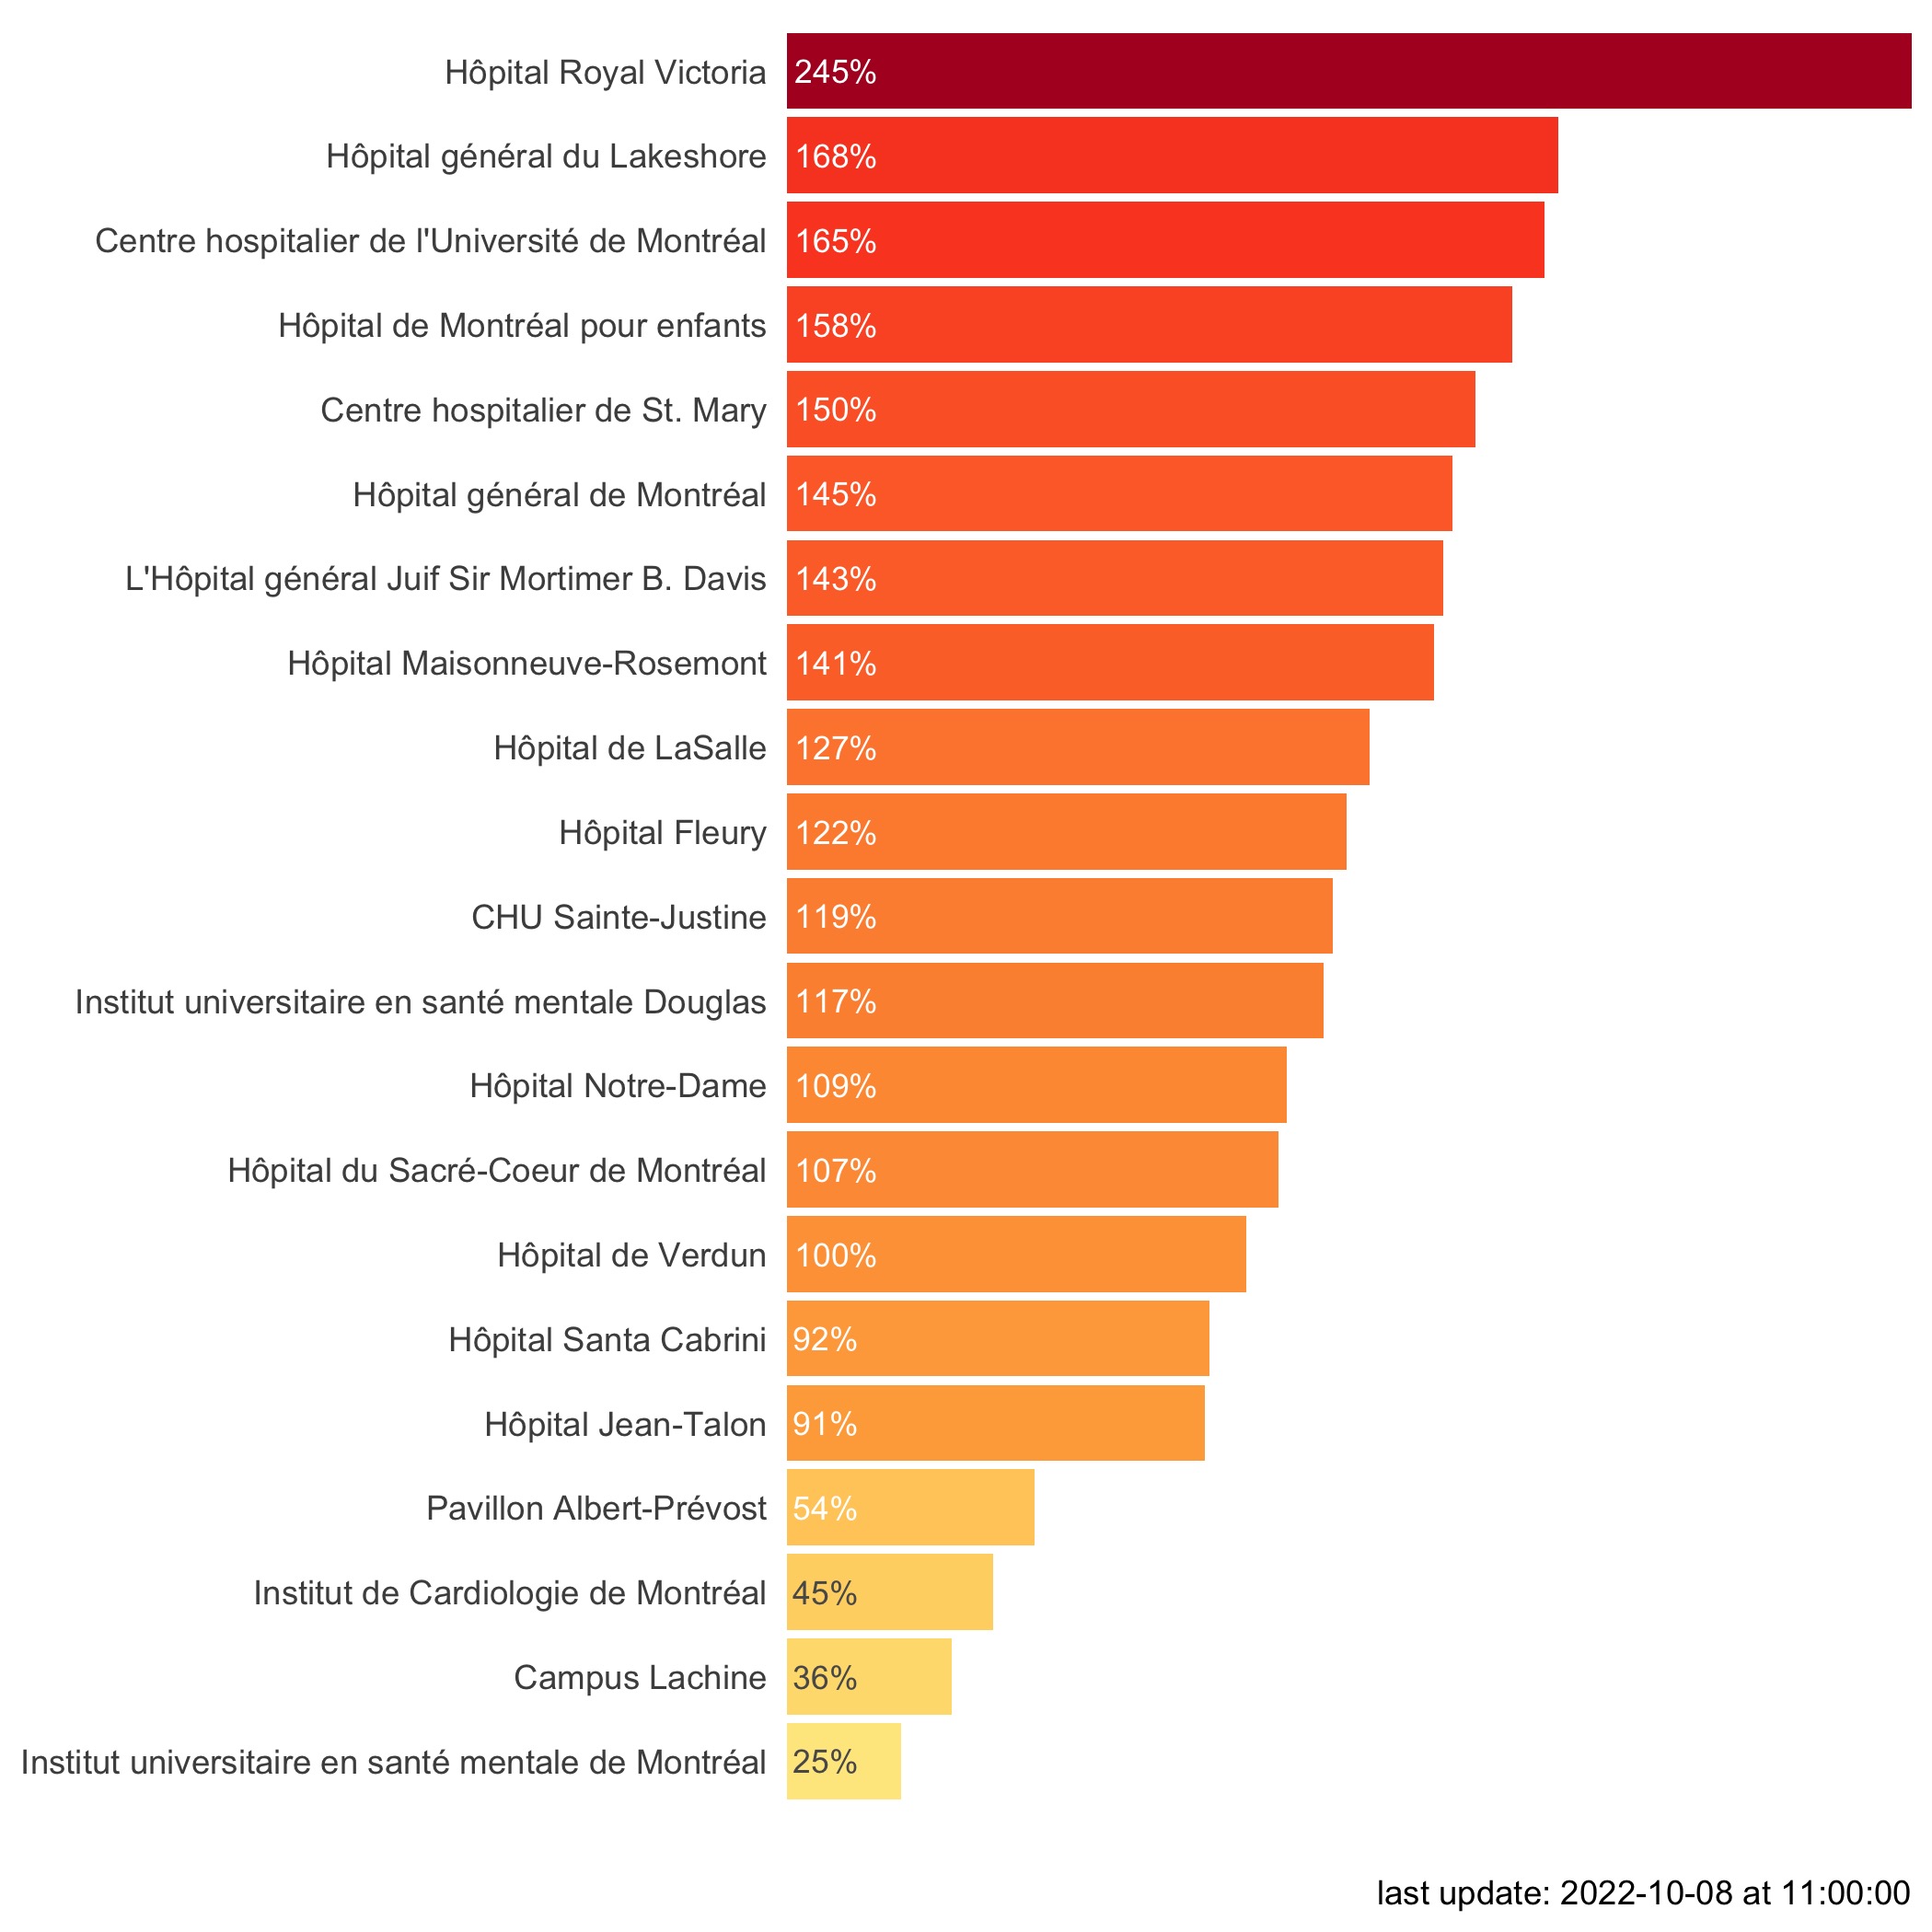 Hôpital Royal Victoria 245%
Hôpital général du Lakeshore 168%
Centre hospitalier de l'Université de Montréal 165%
Hôpital de Montréal pour enfants 158%
Centre hospitalier de St. Mary 150%
Hôpital général de Montréal 145%
L'Hôpital général Juif Sir Mortimer B. Davis 143%
Hôpital Maisonneuve-Rosemont 141%
Hôpital de LaSalle 127%
Hôpital Fleury 122%
CHU Sainte-Justine 119%
Institut universitaire en santé mentale Douglas 117%
Hôpital Notre-Dame 109%
Hôpital du Sacré-Coeur de Montréal 107%
Hôpital de Verdun 100%
Hôpital Santa Cabrini 92%
Hôpital Jean-Talon 91%
Pavillon Albert-Prévost 54%
Institut de Cardiologie de Montréal 45%
Campus Lachine 36%
Institut universitaire en santé mentale de Montréal 25%
last update: 2022-10-08 at 11:00:00